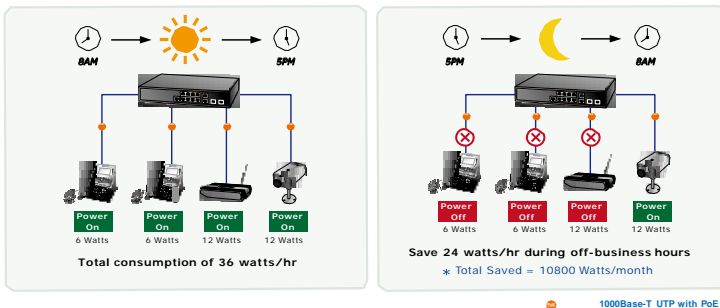 8AM
5PM
Power On
Power On
Power On
Power On
6 Watts
6 Watts
12 Watts
12 Watts
Total consumption of 36 watts/hr
5PM
8AM
Power Off
Power Off
Power Off
Power On
6 Watts
6 Watts
12 Watts
12 Watts
Save 24 watts/hr during off-business hours
* Total Saved = 10800 Watts/month
1000Base-T UTP with PoE